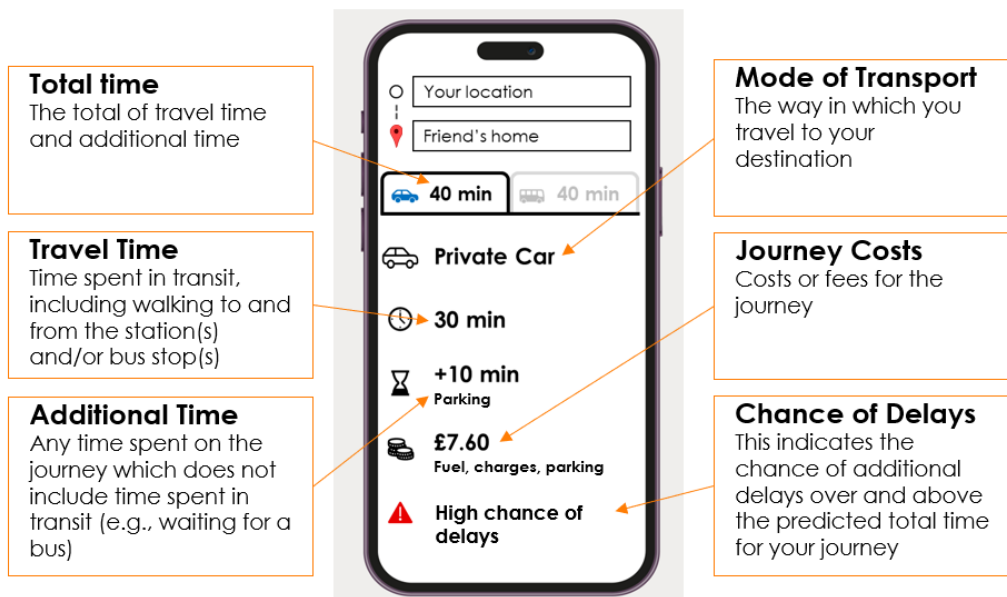 Total time
The total of travel time
and additional time
Travel Time
Time spent in transit,
including walking to and
from the station(s)
and/or bus stop(s)
Additional Time
Any time spent on the
journey which does not
include time spent in
transit (e.g., waiting for a
bus)
Your location
Friend's home
40 min
40 min
Private Car
30 min
+10 min
Parking
£7.60
Fuel, charges, parking
High chance of
delays
Mode of Transport
The way in which you
travel to your
destination
Journey Costs
Costs or fees for the
journey
Chance of Delays
This indicates the
chance of additional
delays over and above
the predicted total time
for your journey